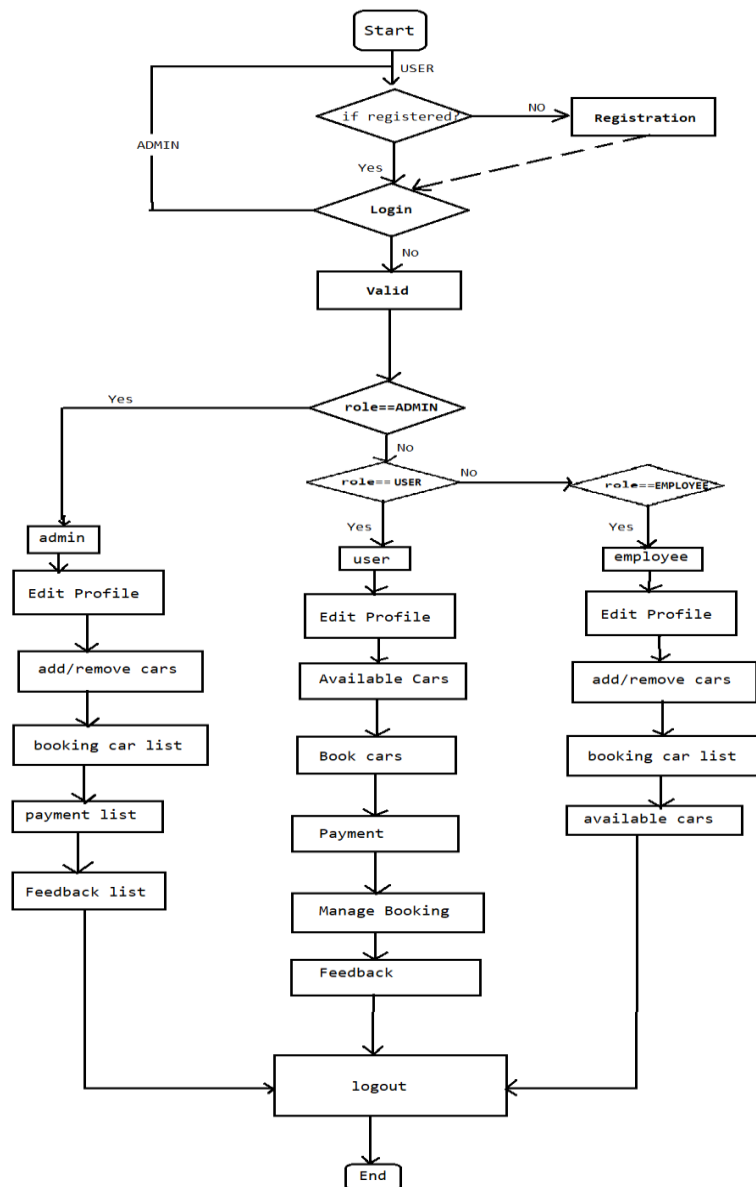 Start
USER
if registered?
NO
Registration
ADMIN
Yes
Login
No
Valid
Yes
role==ADMIN
No
role==USER
No
role==EMPLOYEE
Yes
Yes
admin
user
employee
Edit Profile
Edit Profile
Edit Profile
add/remove cars
Available Cars
add/remove cars
booking car list
Book cars
booking car list
payment list
Payment
available cars
Feedback list
Manage Booking
Feedback
logout
End